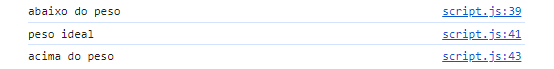 abaixo do peso script.js:39
peso ideal script.js:41
acima do peso script.js:43